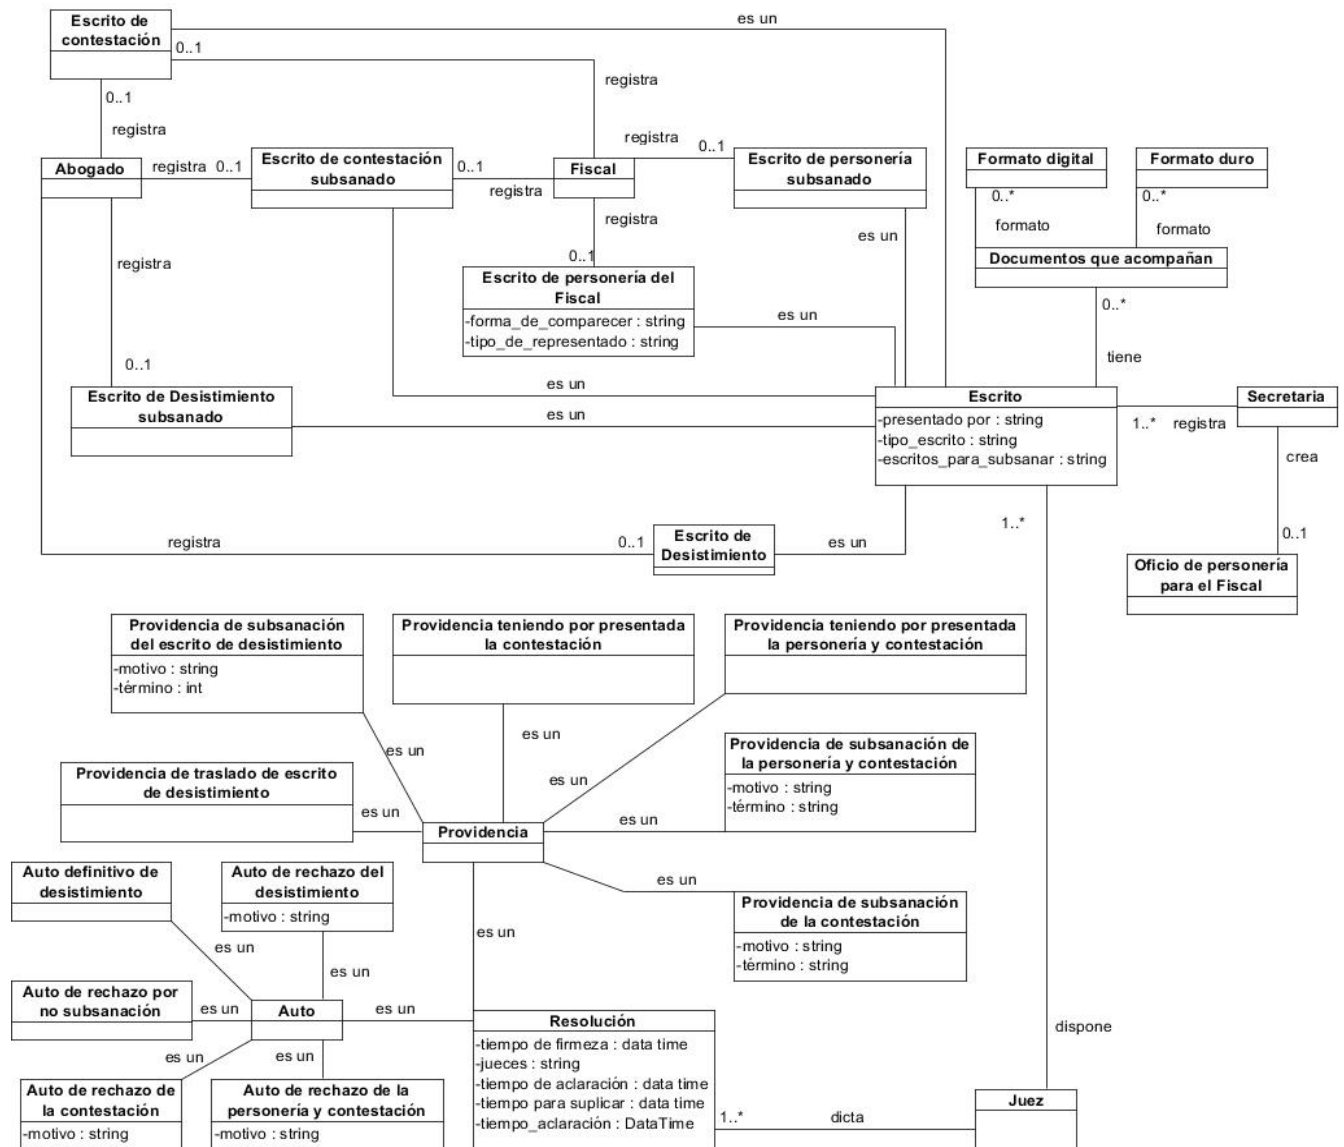 Escrito de
contestación
es un
0..1
registra
0..1
registra
Abogado
registra 0..1
Escrito de contestación
subsanado
0..1
registra
Fiscal
registra
0..1
Escrito de personería
subsanado
Formato digital
Formato duro
0..*
0..*
formato
formato
registra
es un
Documentos que acompañan
registra
0..1
Escrito de personería del
Fiscal
-forma_de_comparecer : string
-tipo_de_representado : string
es un
0..*
tiene
0..1
Escrito de Desistimiento
subsanado
es un
es un
Escrito
-presentado por : string
-tipo_escrito : string
-escritos_para_subsanar : string
1..* registra
Secretaria
crea
1..*
0..1
registra
0..1
Escrito de
Desistimiento
es un
Oficio de personería
para el Fiscal
Providencia de subsanación
del escrito de desistimiento
-motivo : string
-término : int
Providencia teniendo por presentada
la contestación
Providencia teniendo por presentada
la personería y contestación
es un
es un
es un
Providencia de subsanación de
la personería y contestación
-motivo : string
-término : string
Providencia de traslado de escrito
de desistimiento
es un
Providencia
es un
es un
Providencia de subsanación
de la contestación
-motivo : string
-término : string
Auto definitivo de
desistimiento
Auto de rechazo del
desistimiento
-motivo : string
es un
es un
es un
Auto de rechazo por
no subsanación
es un
Auto
es un
es un
es un
Auto de rechazo de
la contestación
-motivo : string
Auto de rechazo de la
personería y contestación
-motivo : string
Resolución
-tiempo de firmeza : data time
-jueces : string
-tiempo de aclaración : data time
-tiempo para suplicar : data time
-tiempo_aclaración : DataTime
1..*
dicta
dispone
Juez